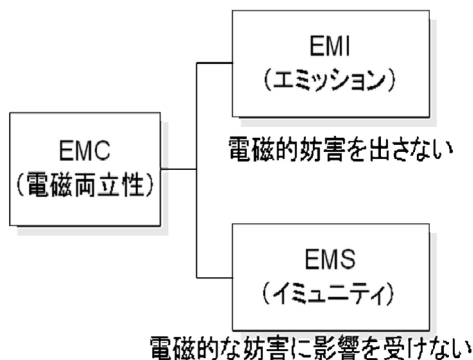 EMI
(エミッション)
電磁的妨害を出さない
EMC
(電磁両立性)
EMS
(イミュニティ)
電磁的な妨害に影響を受けない